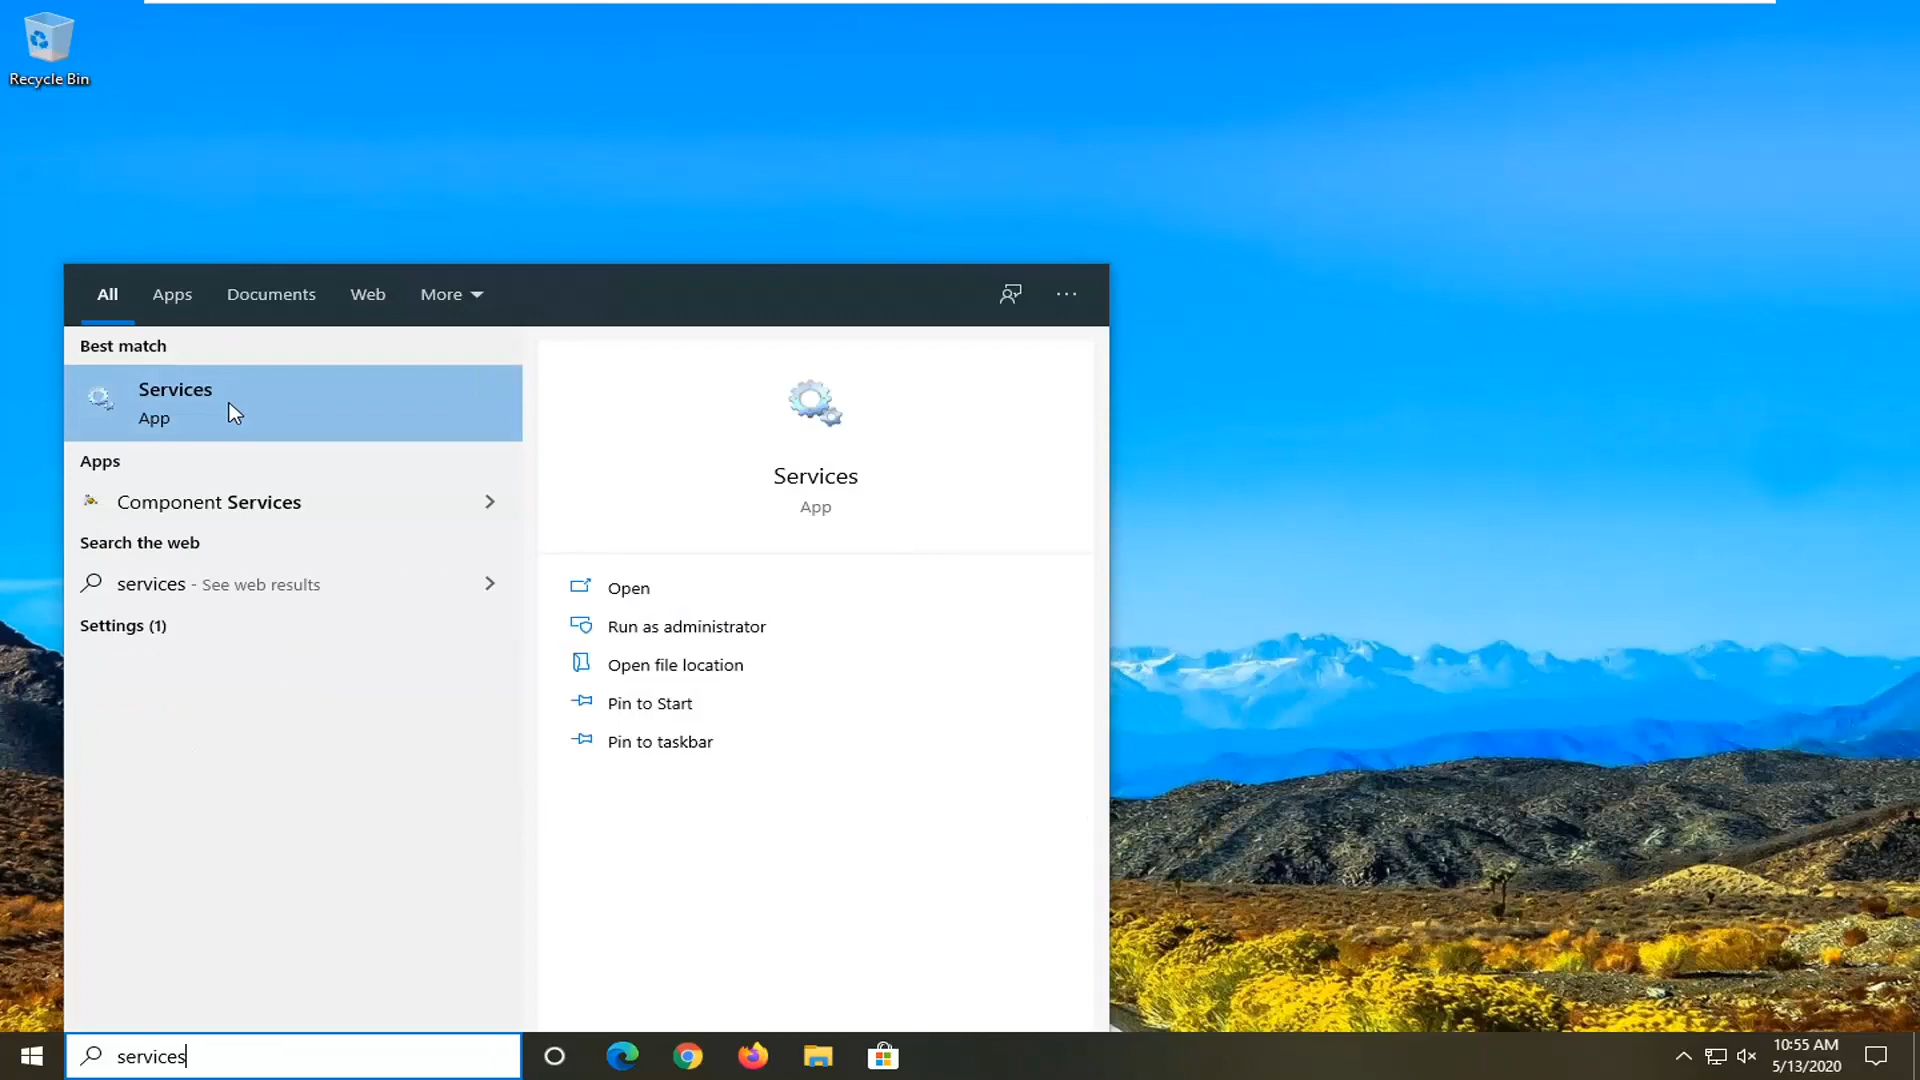 Recycle Bin
All Apps Documents Web More
Best match
Services
App
Apps
Component Services
Search the web
services - See web results
Settings (1)
Services
App
Open
Run as administrator
Open file location
Pin to Start
Pin to taskbar
services
10:55 AM
5/13/2020